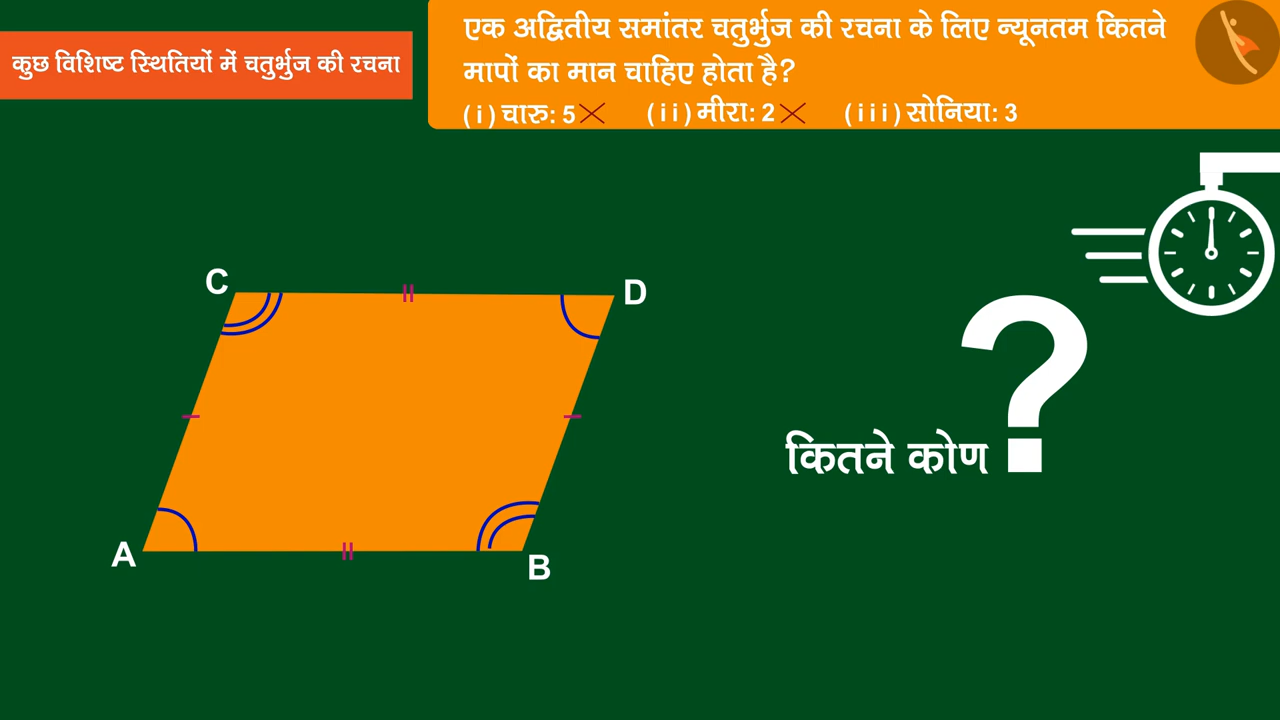 कुछ विशिष्ट स्थितियों में चतुर्भुज की रचना
एक अद्वितीय समांतर चतुर्भुज की रचना के लिए न्यूनतम कितने
मापों का मान चाहिए होता है?
(i) चारु: 5 (ii) मीरा: 2 (iii) सोनिया: 3
C
D
कितने कोण ?
A
B